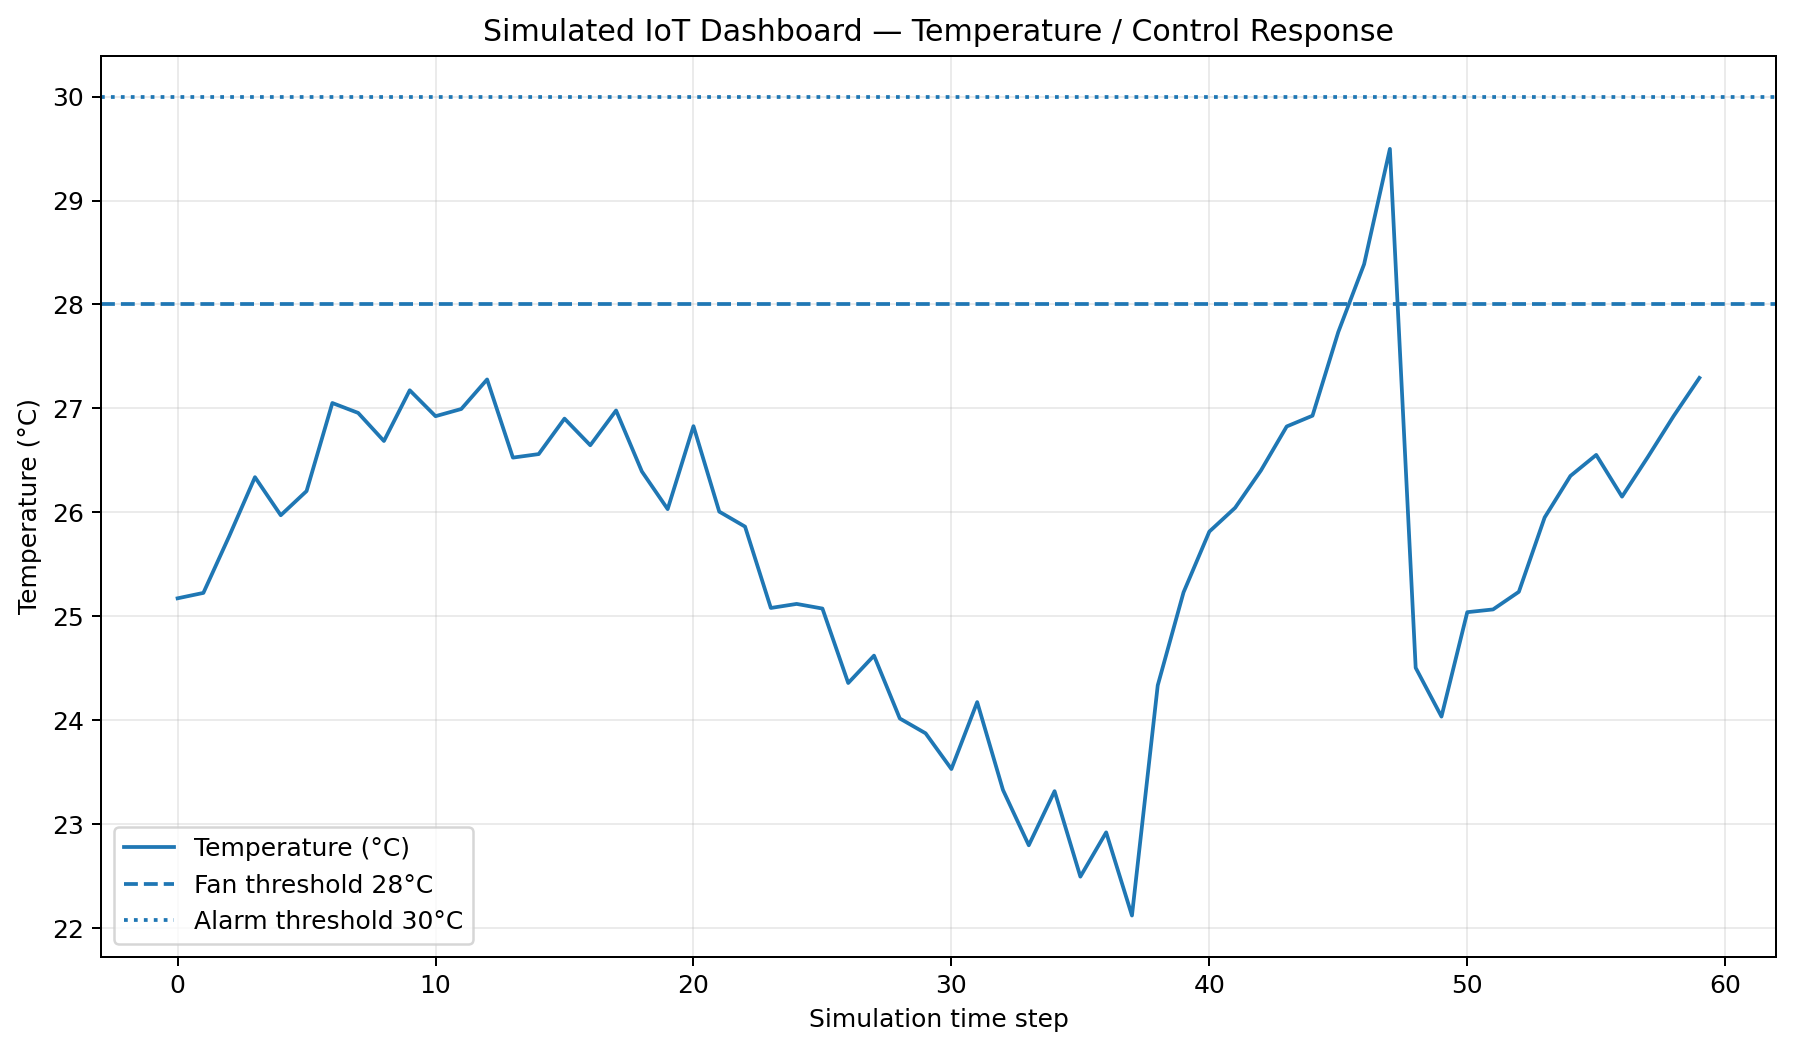 Simulated IoT Dashboard — Temperature / Control Response
Temperature (°C)
30
29
28
27
26
25
24
23
22
Temperature (°C)
Fan threshold 28°C
Alarm threshold 30°C
0 10 20 30 40 50 60
Simulation time step